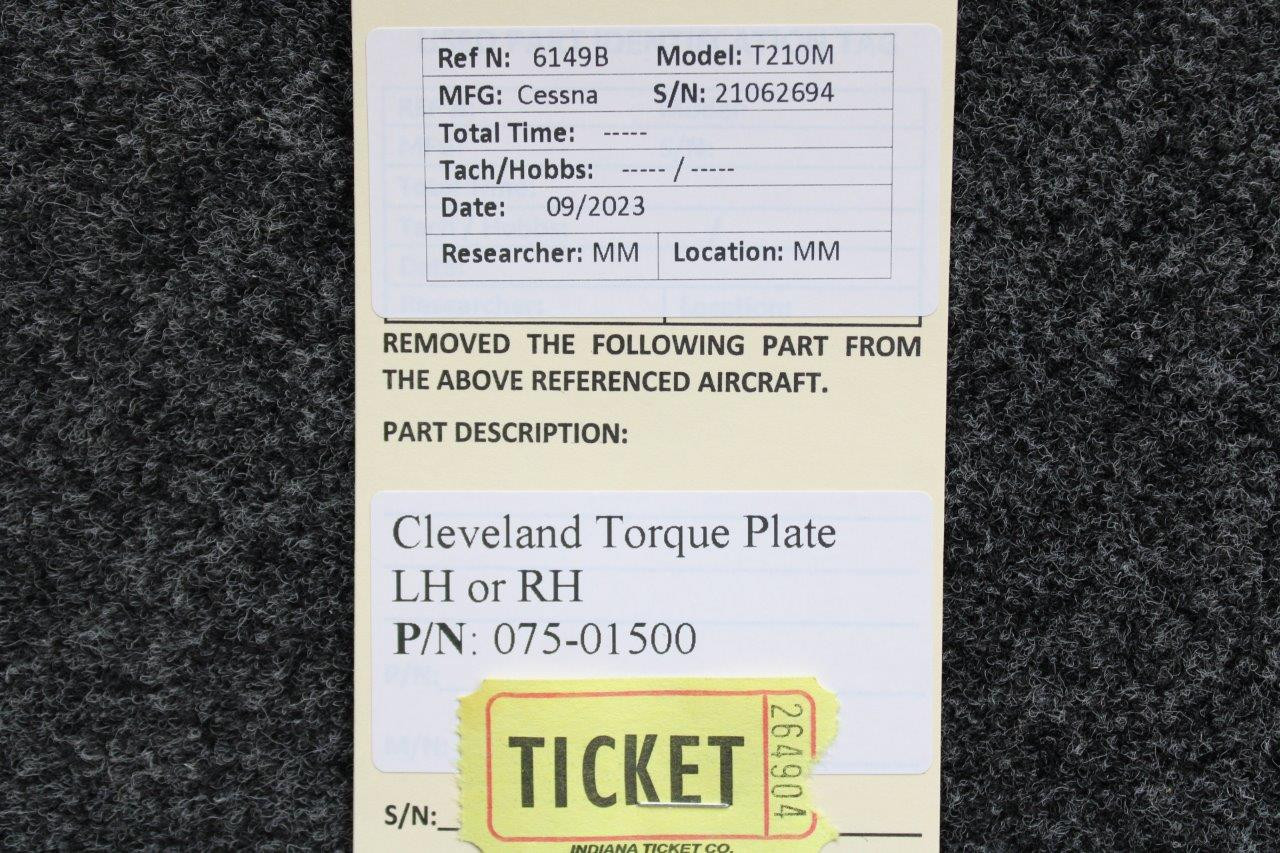 Ref N: 6149B Model: T210M
MFG: Cessna S/N: 21062694
Total Time: -----
Tach/Hobbs: ----- / -----
Date: 09/2023
Researcher: MM Location: MM
REMOVED THE FOLLOWING PART FROM
THE ABOVE REFERENCED AIRCRAFT.
PART DESCRIPTION:
Cleveland Torque Plate
LH or RH
P/N: 075-01500
P/N:
M/N:
TICKET 264904
S/N:
INDIANA TICKET CO.